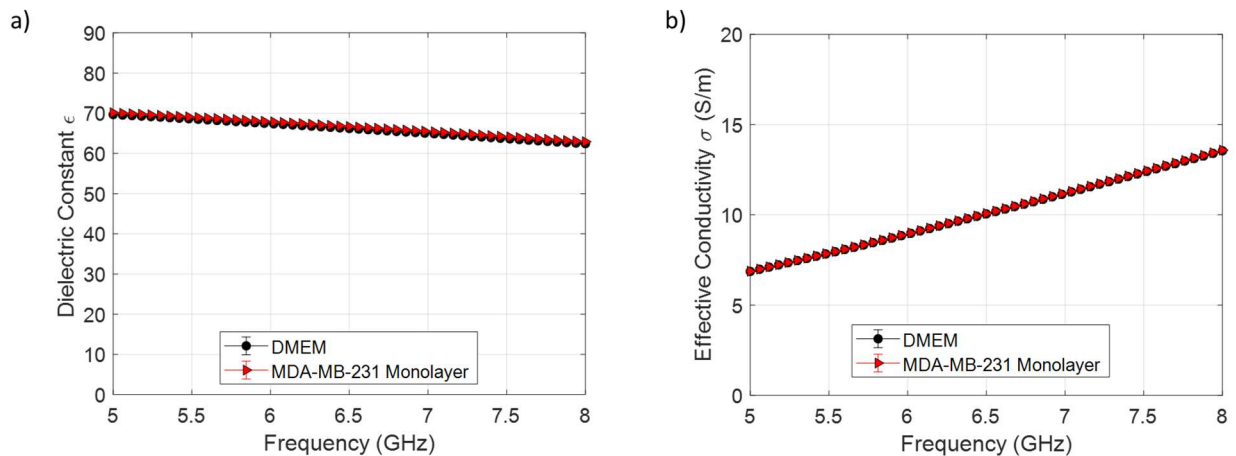 a)
Dielectric Constant ϵ
90
80
70
60
50
40
30
20
10
0
DMEM
MDA-MB-231 Monolayer
5 5.5 6 6.5 7 7.5 8
Frequency (GHz)
b)
Effective Conductivity σ (S/m)
20
15
10
5
0
DMEM
MDA-MB-231 Monolayer
5 5.5 6 6.5 7 7.5 8
Frequency (GHz)